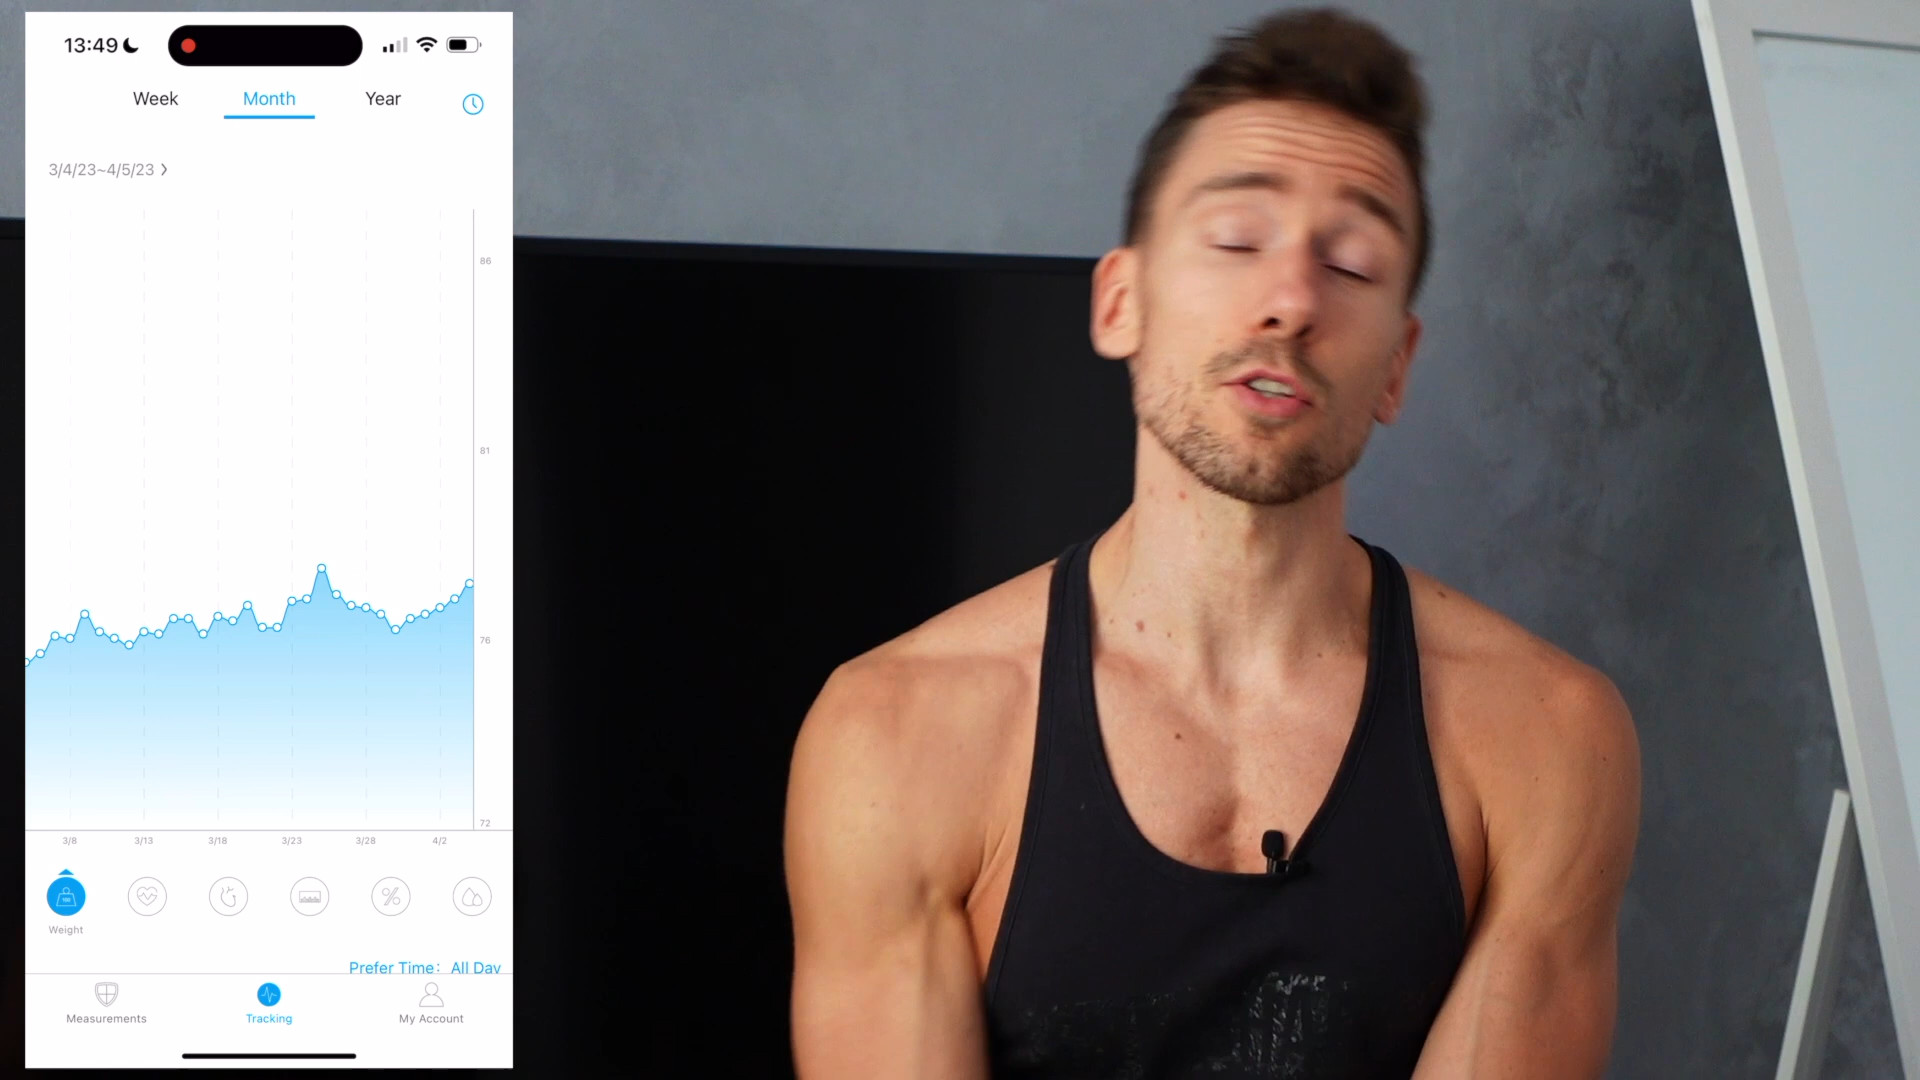 13:49
Week Month Year
3/4/23~4/5/23 >
86
81
76
72
3/8 3/13 3/18 3/23 3/28 4/2
Weight
Prefer Time: All Day
Measurements Tracking My Account